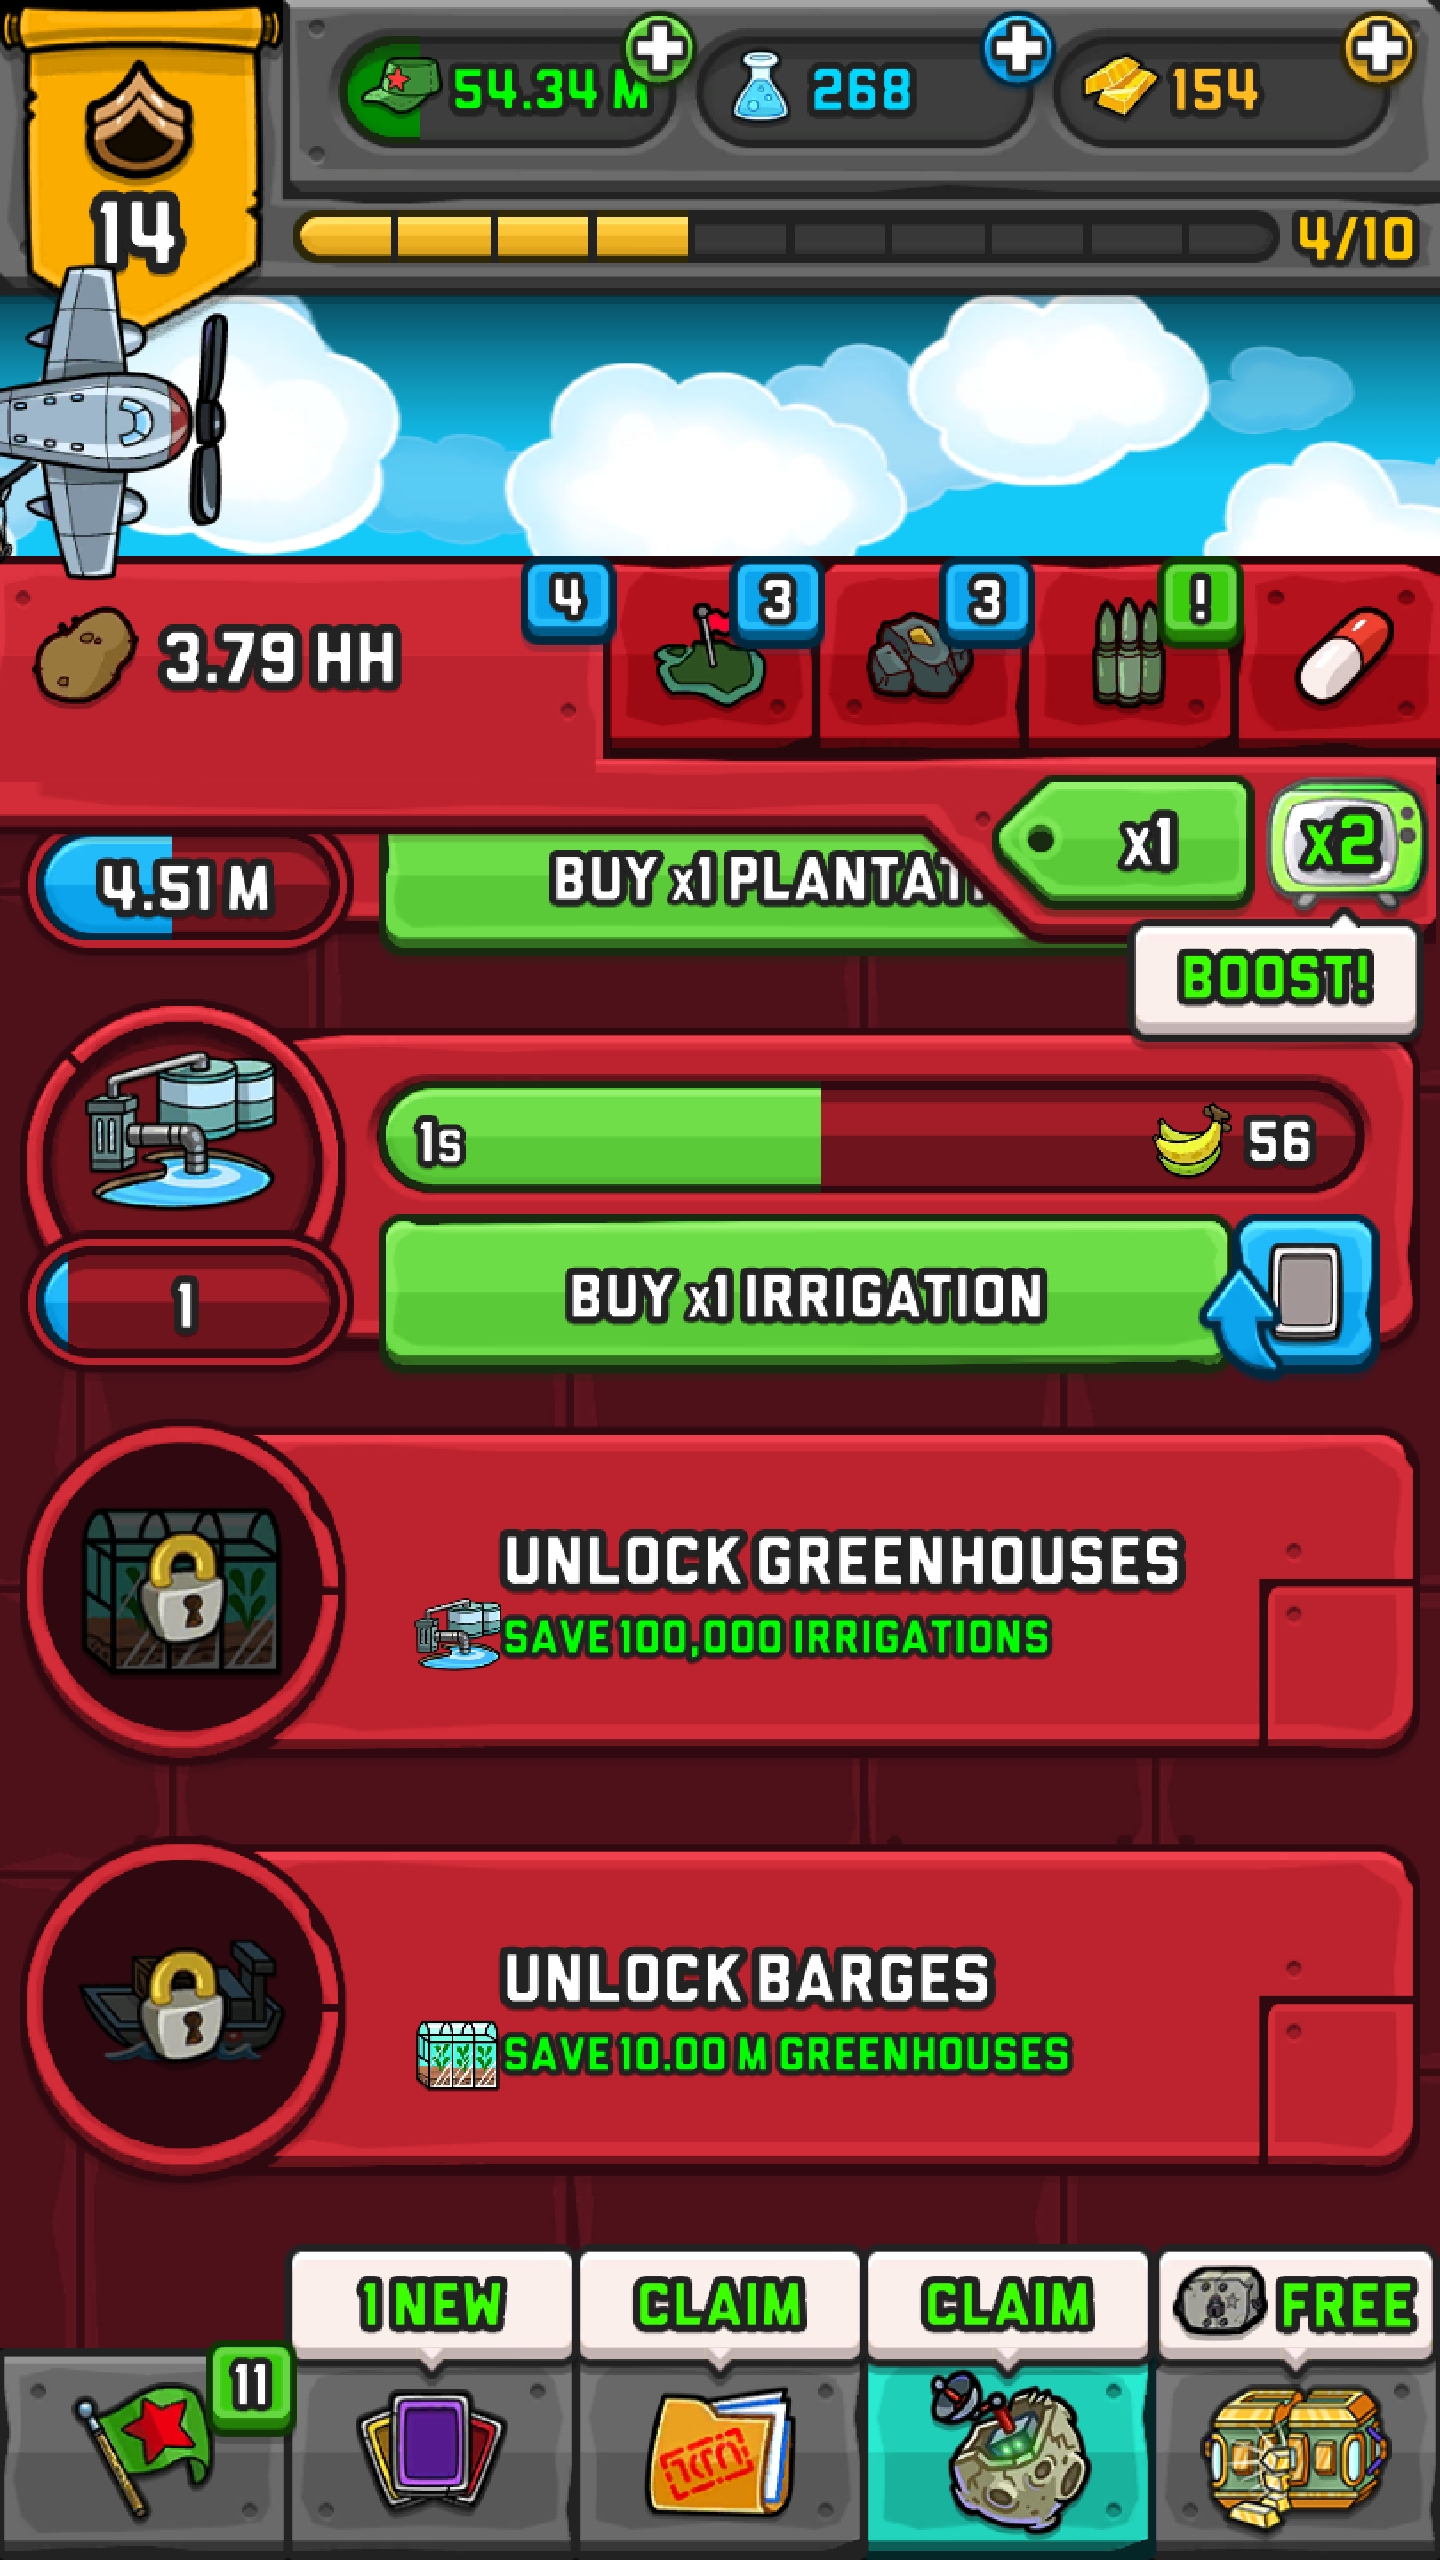 54.34 M
268
154
14
4/10
3.79 HH
4
3
3
!
x1
x2
4.51 M
BUY x1 PLANTATI
BOOST!
1s
56
1
BUY x1 IRRIGATION
UNLOCK GREENHOUSES
SAVE 100,000 IRRIGATIONS
UNLOCK BARGES
SAVE 10.00 M GREENHOUSES
1 NEW
CLAIM
CLAIM
FREE
11